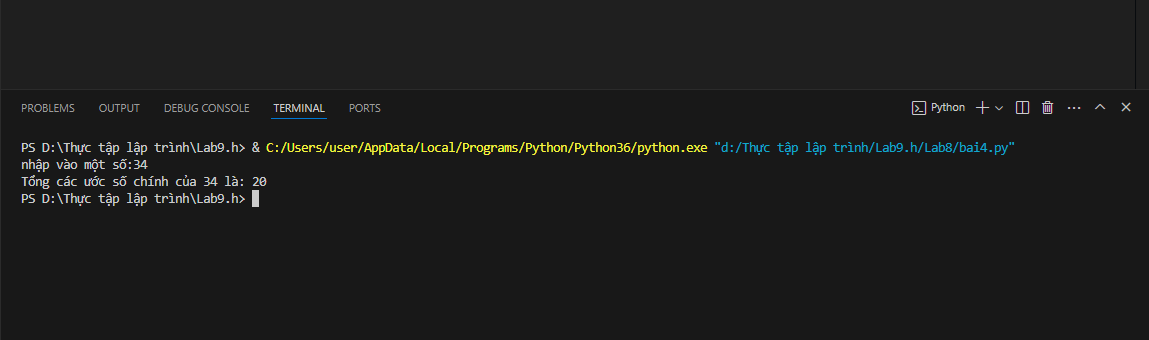 PROBLEMS OUTPUT DEBUG CONSOLE TERMINAL PORTS Python
PS D:\Thực tập lập trình\Lab9.h> & C:/Users/user/AppData/Local/Programs/Python/Python36/python.exe "d:/Thực tập lập trình/Lab9.h/Lab8/bai4.py"
nhập vào một số:34
Tổng các ước số chính của 34 là: 20
PS D:\Thực tập lập trình\Lab9.h>